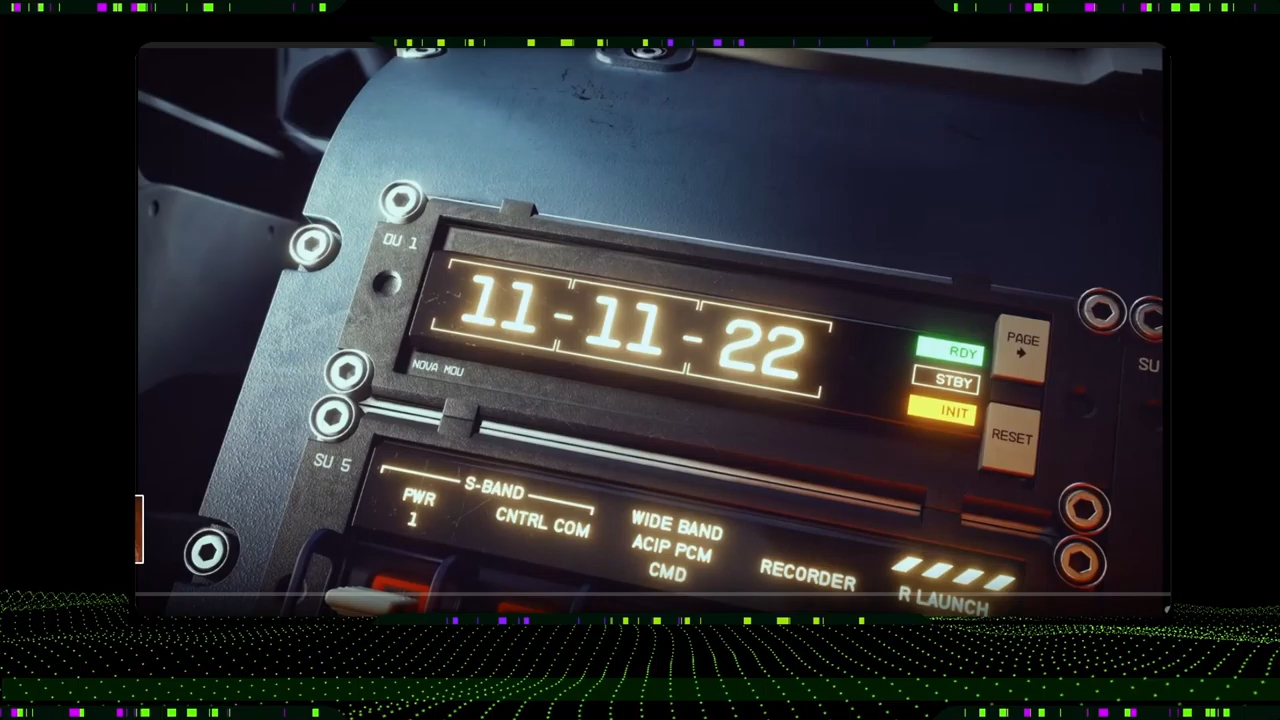 DU 1
11-11-22
RDY
STBY
INIT
PAGE
RESET
NOVA MOU
SU
SU 5
S-BAND
PWR
1
CNTRL COM
WIDE BAND
ACIP PCM
CMD
RECORDER
R LAUNCH